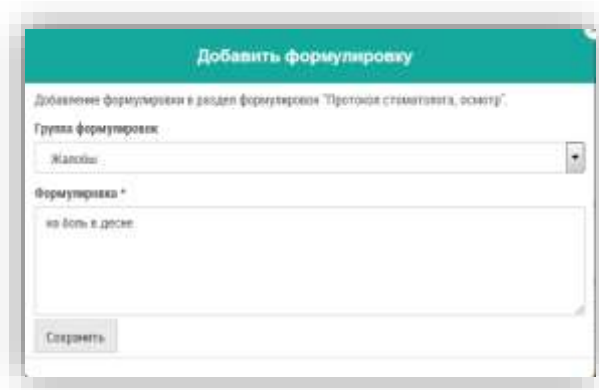 Добавить формулировку
Добавление формулировки в раздел формулировок "Протокол стоматолога, осмотр".
Группа формулировок
Жалобы
Формулировка *
на боль в десне
Сохранить